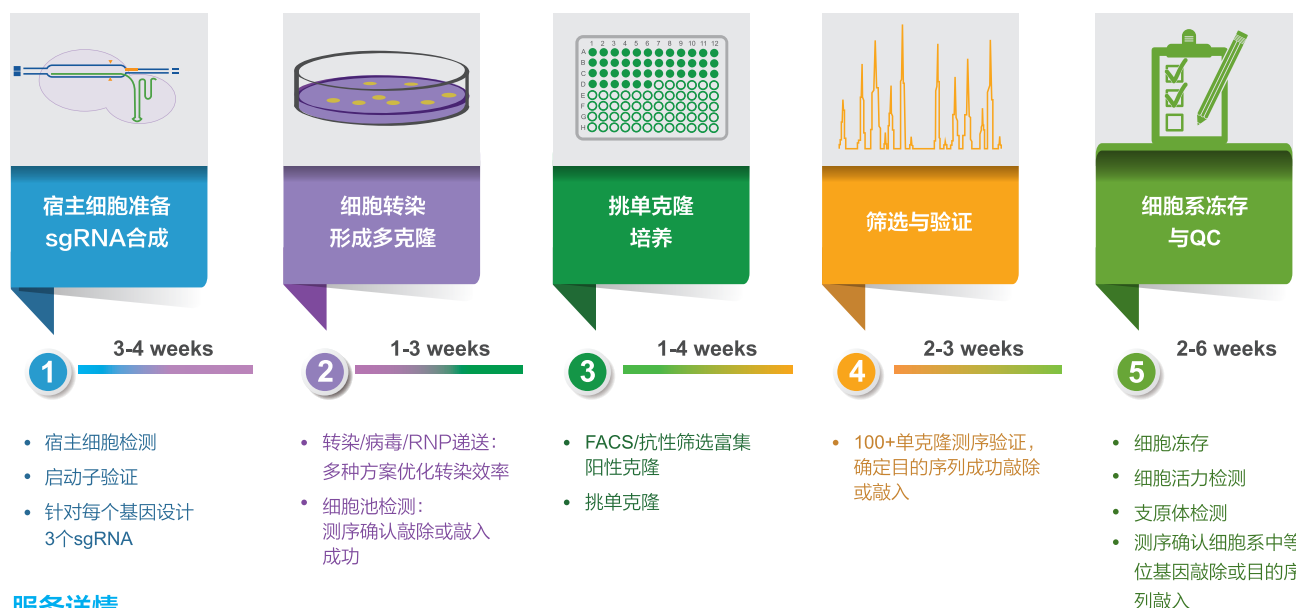 1 2 3 4 5 6 7 8 9 10 11 12
A
B
C
D
E
F
G
H
宿主细胞准备
sgRNA合成
细胞转染
形成多克隆
挑单克隆
培养
筛选与验证
细胞系冻存
与QC
1
3-4 weeks
2
1-3 weeks
3
1-4 weeks
4
2-3 weeks
5
2-6 weeks
• 宿主细胞检测
• 启动子验证
• 针对每个基因设计
3个sgRNA
• 转染/病毒/RNP递送：
多种方案优化转染效率
• 细胞池检测：
测序确认敲除或敲入
成功
• FACS/抗性筛选富集
阳性克隆
• 挑单克隆
• 100+单克隆测序验证，
确定目的序列成功敲除
或敲入
• 细胞冻存
• 细胞活力检测
• 支原体检测
• 测序确认细胞系中等
位基因敲除或目的序
列敲入
服务详情